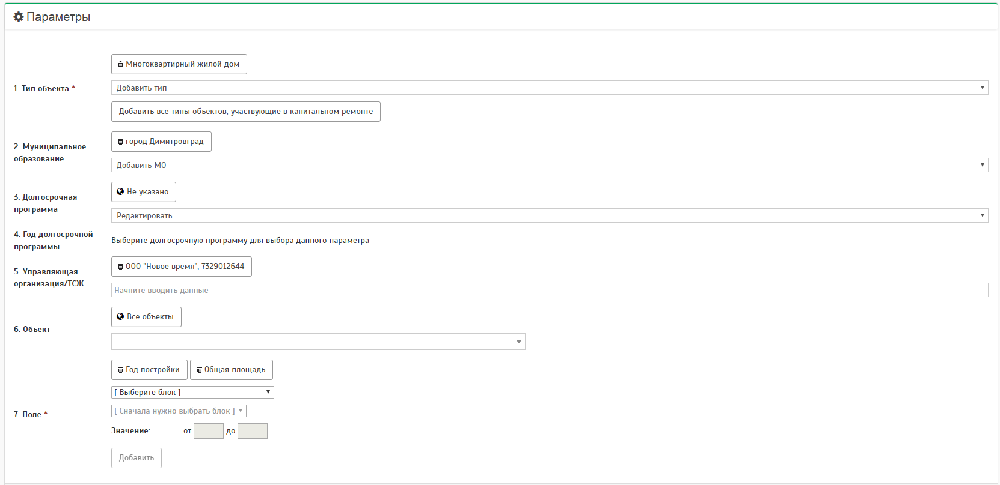 Параметры
Многоквартирный жилой дом
1. Тип объекта *
Добавить тип
Добавить все типы объектов, участвующие в капитальном ремонте
2. Муниципальное
образование
город Димитровград
Добавить МО
3. Долгосрочная
программа
Не указано
Редактировать
4. Год долгосрочной
программы
Выберите долгосрочную программу для выбора данного параметра
5. Управляющая
организация/ТСЖ
ООО "Новое время", 7329012644
Начните вводить данные
6. Объект
Все объекты
7. Поле *
Год постройки Общая площадь
[ Выберите блок ]
[ Сначала нужно выбрать блок ]
Значение: от до
Добавить